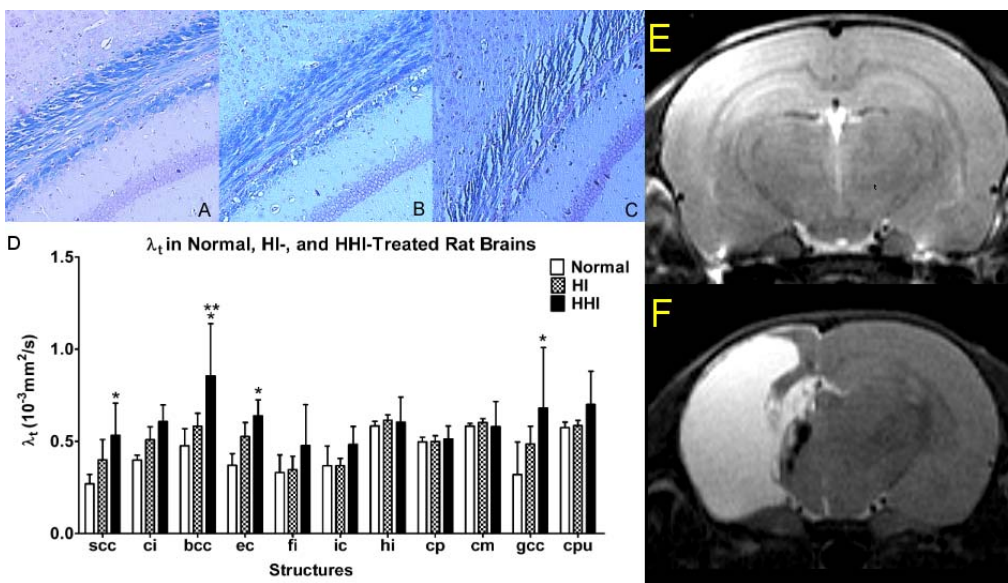 A
B
C
D
λt in Normal, HI-, and HHI-Treated Rat Brains
λt (10-3mm2/s)
1.5
1.0
0.5
0.0
Normal
HI
HHI
*
**
*
*
*
scc ci bcc ec fi ic hi cp cm gcc cpu
Structures
E
F